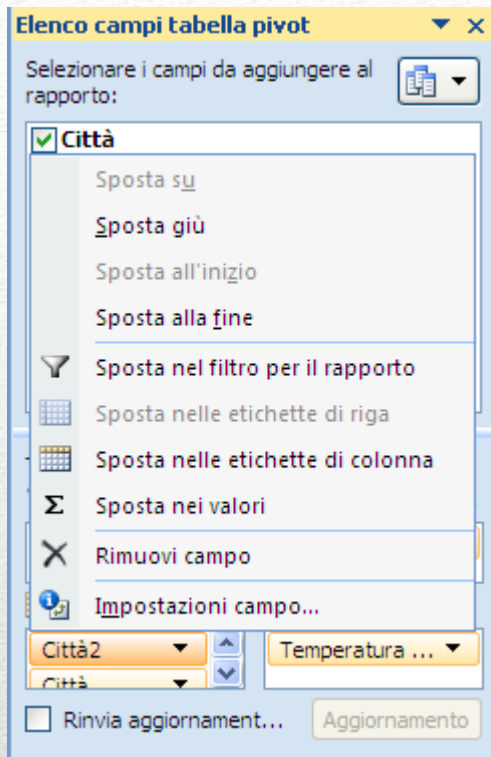 Elenco campi tabella pivot
Selezionare i campi da aggiungere al
rapporto:
Città
Sposta su
Sposta giù
Sposta all'inizio
Sposta alla fine
Sposta nel filtro per il rapporto
Sposta nelle etichette di riga
Sposta nelle etichette di colonna
Σ Sposta nei valori
Rimuovi campo
Impostazioni campo...
Città2 Temperatura ...
Città
Rinvia aggiornament... Aggiornamento